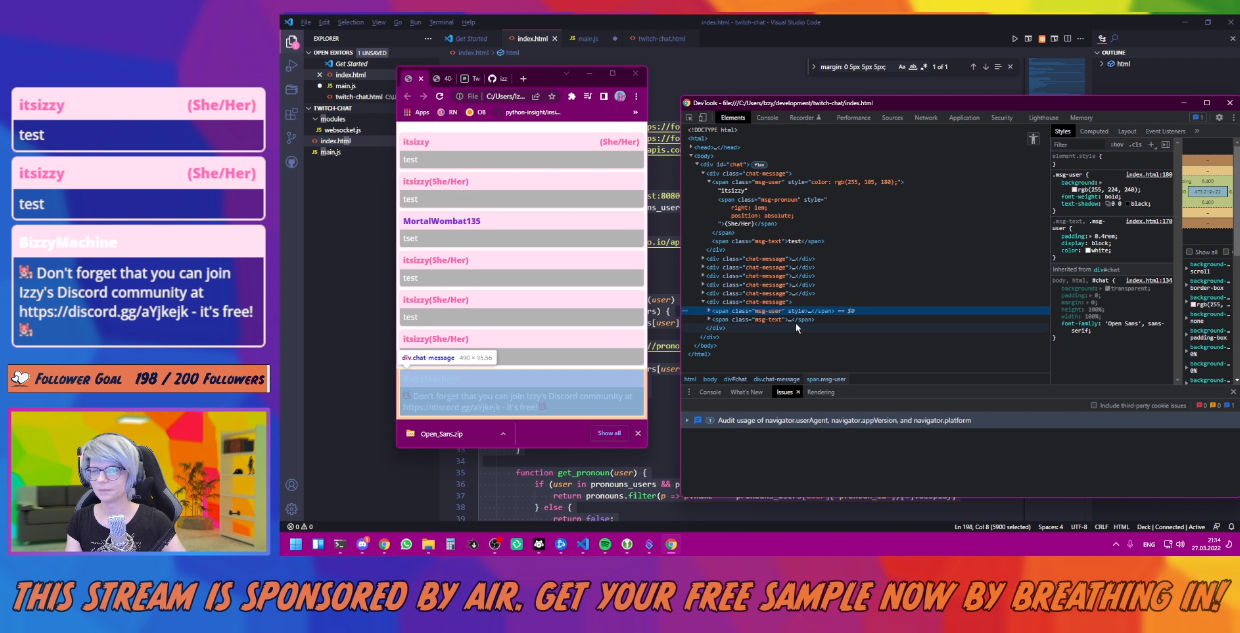 File Edit Selection View Go Run Terminal Help
index.html - twitch-chat - Visual Studio Code
EXPLORER
OPEN EDITORS 1 UNSAVED
Get Started
index.html
main.js
twitch-chat.html
TWITCH-CHAT
modules
websocket.js
index.html
main.js
Get Started index.html main.js twitch-chat.html
index.html > html
margin: 0 5px 5px 5px;
1 of 1
OUTLINE
html
itsizzy (She/Her)
test
itsizzy (She/Her)
test
BizzyMachine
Don't forget that you can join
Izzy's Discord community at
https://discord.gg/aYjkejk - it's free!
FOLLOWER GOAL 198 / 200 FOLLOWERS
File C:/Users/Iz...
Apps RN OB python-insight/insi...
itsizzy (She/Her)
test
itsizzy(She/Her)
test
MortalWombat135
tset
itsizzy(She/Her)
test
itsizzy(She/Her)
test
itsizzy(She/Her)
div.chat-message 490 × 95.56
Don't forget that you can join Izzy's Discord community at
https://discord.gg/aYjkejk - it's free!
Open_Sans.zip
Show all
DevTools - file:///C:/Users/Izzy/development/twitch-chat/index.html
Elements Console Recorder Performance Sources Network Application Security Lighthouse Memory
<!DOCTYPE html>
<html>
<head>…</head>
<body>
<div id="chat"> flex
<div class="chat-message">
<span class="msg-user" style="color: rgb(255, 105, 180);">
"itsizzy"
<span class="msg-pronoun" style="
right: 1em;
position: absolute;
">(She/Her)</span>
</span>
<span class="msg-text">test</span>
</div>
<div class="chat-message">…</div>
<div class="chat-message">…</div>
<div class="chat-message">…</div>
<div class="chat-message">…</div>
<div class="chat-message">…</div>
<div class="chat-message">
<span class="msg-user" style>…</span> == $0
<span class="msg-text">…</span>
</div>
</div>
</body>
</html>
html body div#chat div.chat-message span.msg-user
Styles Computed Layout Event Listeners
Filter :hov .cls
element.style {
}
.msg-user { index.html:180
background:
rgb(255, 224, 240);
font-weight: bold;
text-shadow: 0 0 black;
}
.msg-text, .msg-user { index.html:170
padding: 0.4rem;
display: block;
color: white;
}
Inherited from div#chat
body, html, #chat { index.html:134
background: transparent;
padding: 0;
margin: 0;
height: 100%;
width: 100%;
font-family: 'Open Sans', sans-serif;
}
Show all
Console What's New Issues Rendering
Include third-party cookie issues
Audit usage of navigator.userAgent, navigator.appVersion, and navigator.platform
34
35 function get_pronoun(user) {
36 if (user in pronouns_users && p
37 return pronouns.filter(p =>
38 } else {
39 return false;
Ln 198, Col 8 (5900 selected) Spaces: 4 UTF-8 CRLF HTML Deck | Connected | Active
ENG
21:54
27.03.2022
THIS STREAM IS SPONSORED BY AIR. GET YOUR FREE SAMPLE NOW BY BREATHING IN!